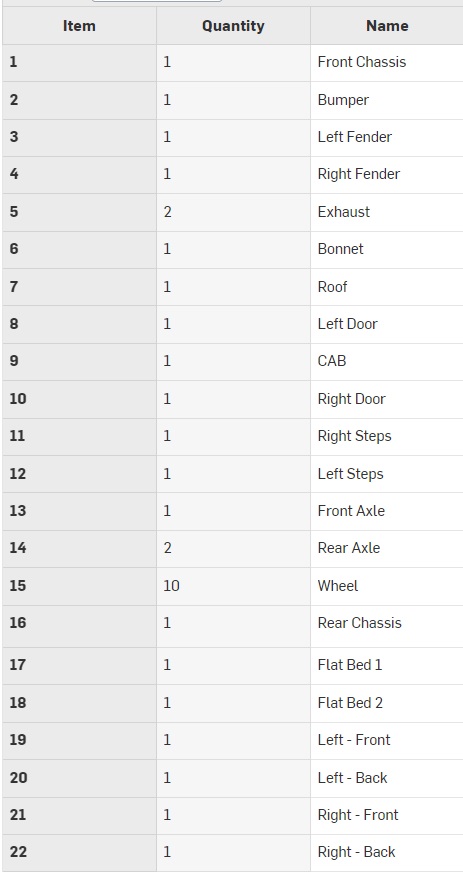 Item Quantity Name
1 1 Front Chassis
2 1 Bumper
3 1 Left Fender
4 1 Right Fender
5 2 Exhaust
6 1 Bonnet
7 1 Roof
8 1 Left Door
9 1 CAB
10 1 Right Door
11 1 Right Steps
12 1 Left Steps
13 1 Front Axle
14 2 Rear Axle
15 10 Wheel
16 1 Rear Chassis
17 1 Flat Bed 1
18 1 Flat Bed 2
19 1 Left - Front
20 1 Left - Back
21 1 Right - Front
22 1 Right - Back